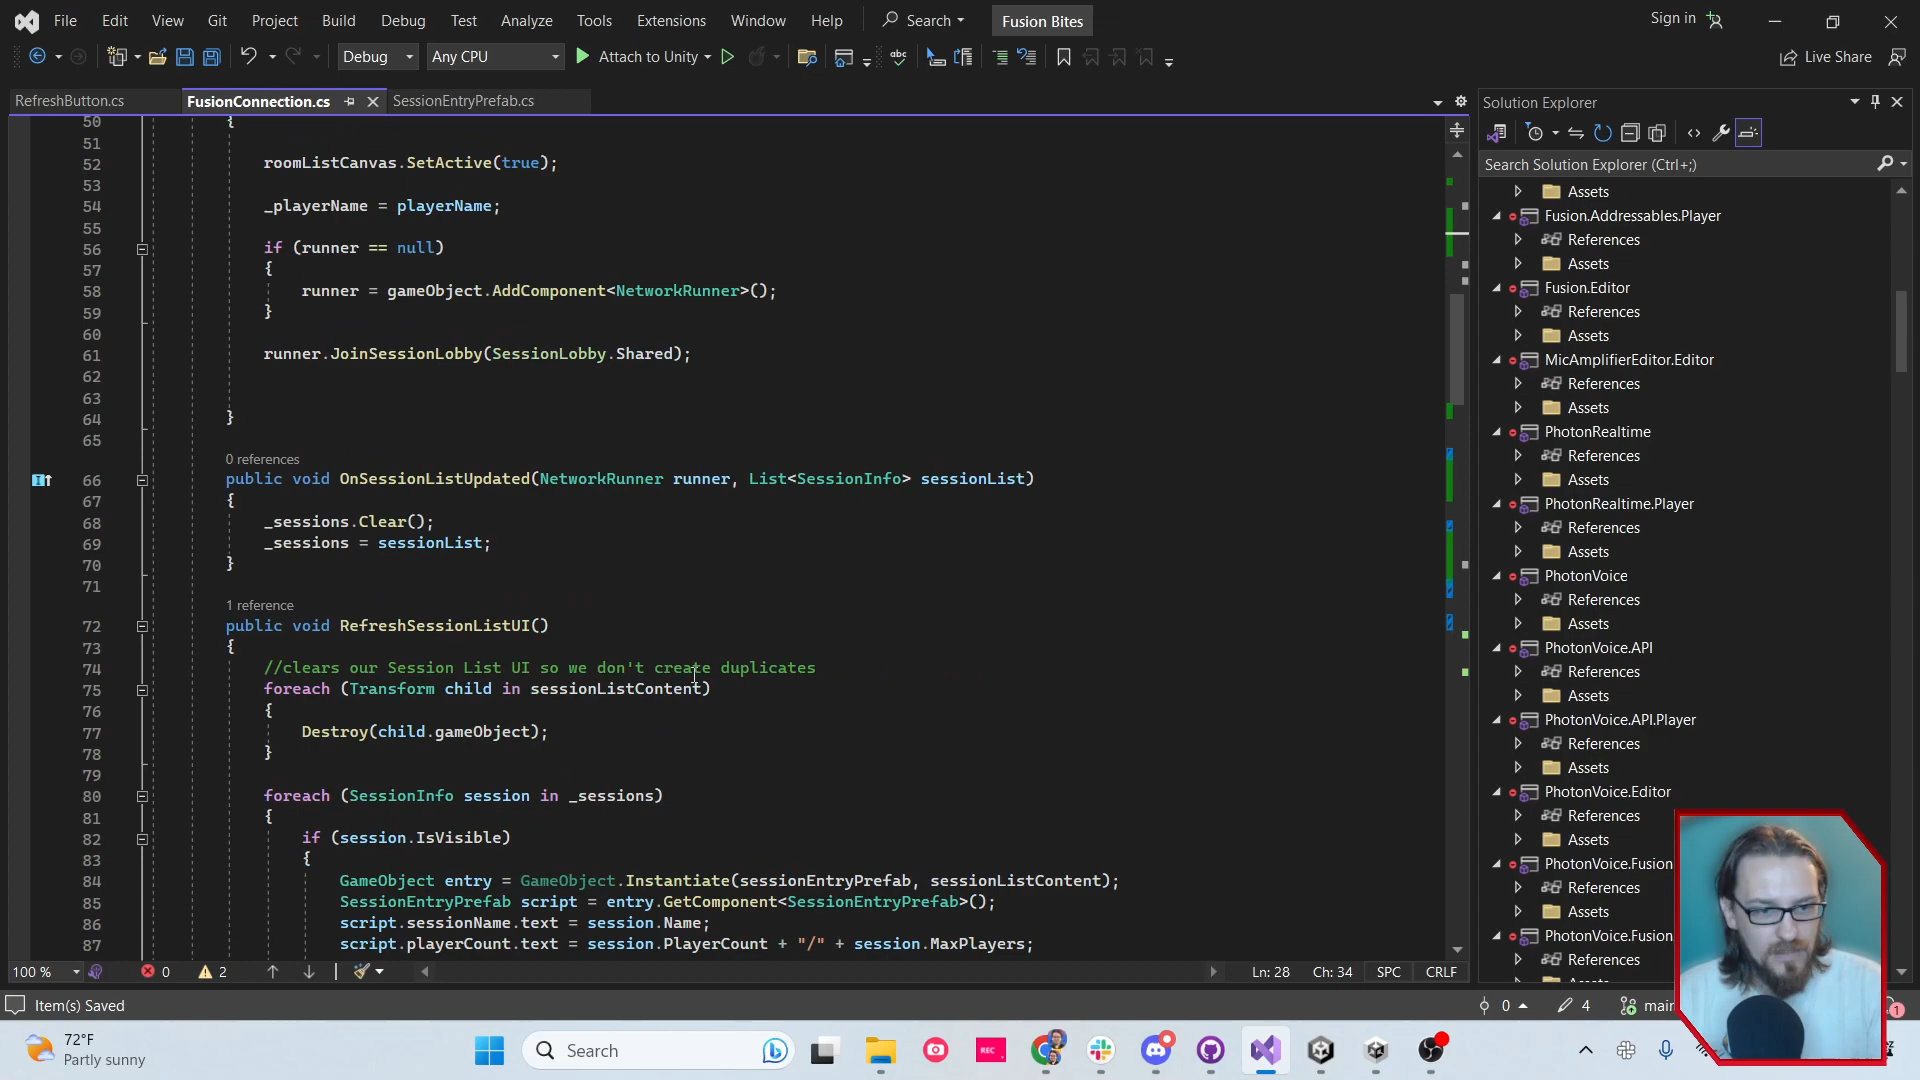 File Edit View Git Project Build Debug Test Analyze Tools Extensions Window Help Search Fusion Bites Sign in
Debug Any CPU Attach to Unity Live Share
RefreshButton.cs FusionConnection.cs SessionEntryPrefab.cs
50 {
51
52 roomListCanvas.SetActive(true);
53
54 _playerName = playerName;
55
56 if (runner == null)
57 {
58 runner = gameObject.AddComponent<NetworkRunner>();
59 }
60
61 runner.JoinSessionLobby(SessionLobby.Shared);
62
63
64 }
65
0 references
66 public void OnSessionListUpdated(NetworkRunner runner, List<SessionInfo> sessionList)
67 {
68 _sessions.Clear();
69 _sessions = sessionList;
70 }
71
1 reference
72 public void RefreshSessionListUI()
73 {
74 //clears our Session List UI so we don't create duplicates
75 foreach (Transform child in sessionListContent)
76 {
77 Destroy(child.gameObject);
78 }
79
80 foreach (SessionInfo session in _sessions)
81 {
82 if (session.IsVisible)
83 {
84 GameObject entry = GameObject.Instantiate(sessionEntryPrefab, sessionListContent);
85 SessionEntryPrefab script = entry.GetComponent<SessionEntryPrefab>();
86 script.sessionName.text = session.Name;
87 script.playerCount.text = session.PlayerCount + "/" + session.MaxPlayers;
100 % 0 2 Ln: 28 Ch: 34 SPC CRLF
Solution Explorer
Search Solution Explorer (Ctrl+;)
Assets
Fusion.Addressables.Player
References
Assets
Fusion.Editor
References
Assets
MicAmplifierEditor.Editor
References
Assets
PhotonRealtime
References
Assets
PhotonRealtime.Player
References
Assets
PhotonVoice
References
Assets
PhotonVoice.API
References
Assets
PhotonVoice.API.Player
References
Assets
PhotonVoice.Editor
References
Assets
PhotonVoice.Fusion
References
Assets
PhotonVoice.Fusion.
References
Item(s) Saved 0 4 main 1
72°F
Partly sunny
Search
REC